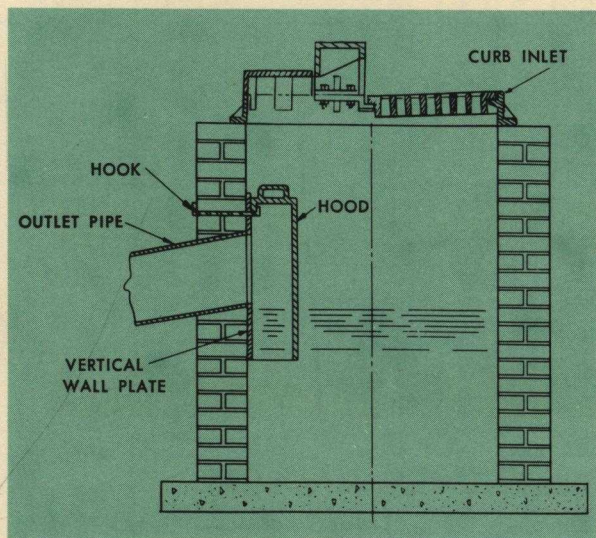 CURB INLET
HOOK
HOOD
OUTLET PIPE
VERTICAL
WALL PLATE